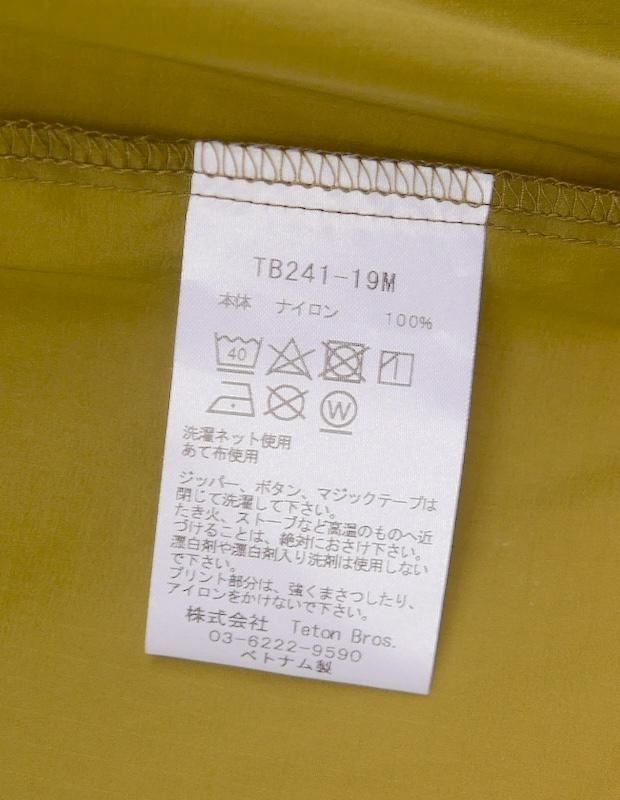 TB241-19M
本体 ナイロン 100%
40
W
洗濯ネット使用
あて布使用
ジッパー、ボタン、マジックテープは
閉じて洗濯して下さい。
たき火、ストーブなど高温のものへ近
づけることは、絶対におさけ下さい。
漂白剤や漂白剤入り洗剤は使用しない
で下さい。
プリント部分は、強くまさつしたり、
アイロンをかけないで下さい。
株式会社 Teton Bros.
03-6222-9590
ベトナム製